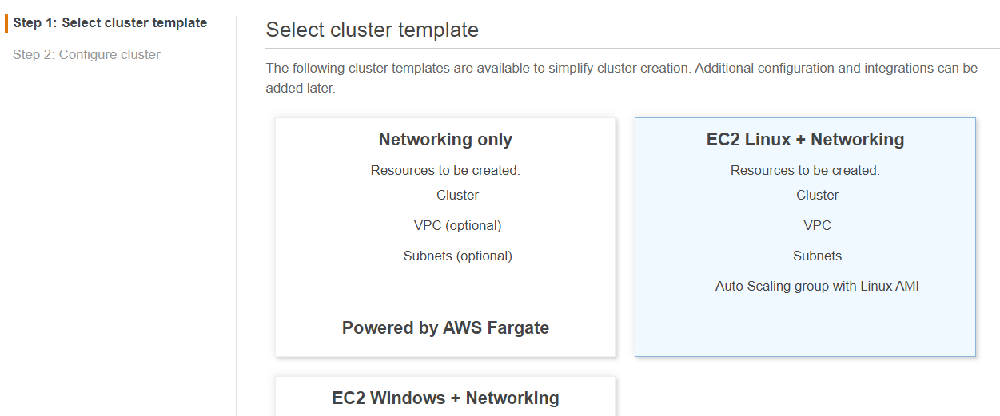 Step 1: Select cluster template
Step 2: Configure cluster
Select cluster template
The following cluster templates are available to simplify cluster creation. Additional configuration and integrations can be
added later.
Networking only
Resources to be created:
Cluster
VPC (optional)
Subnets (optional)
Powered by AWS Fargate
EC2 Linux + Networking
Resources to be created:
Cluster
VPC
Subnets
Auto Scaling group with Linux AMI
EC2 Windows + Networking